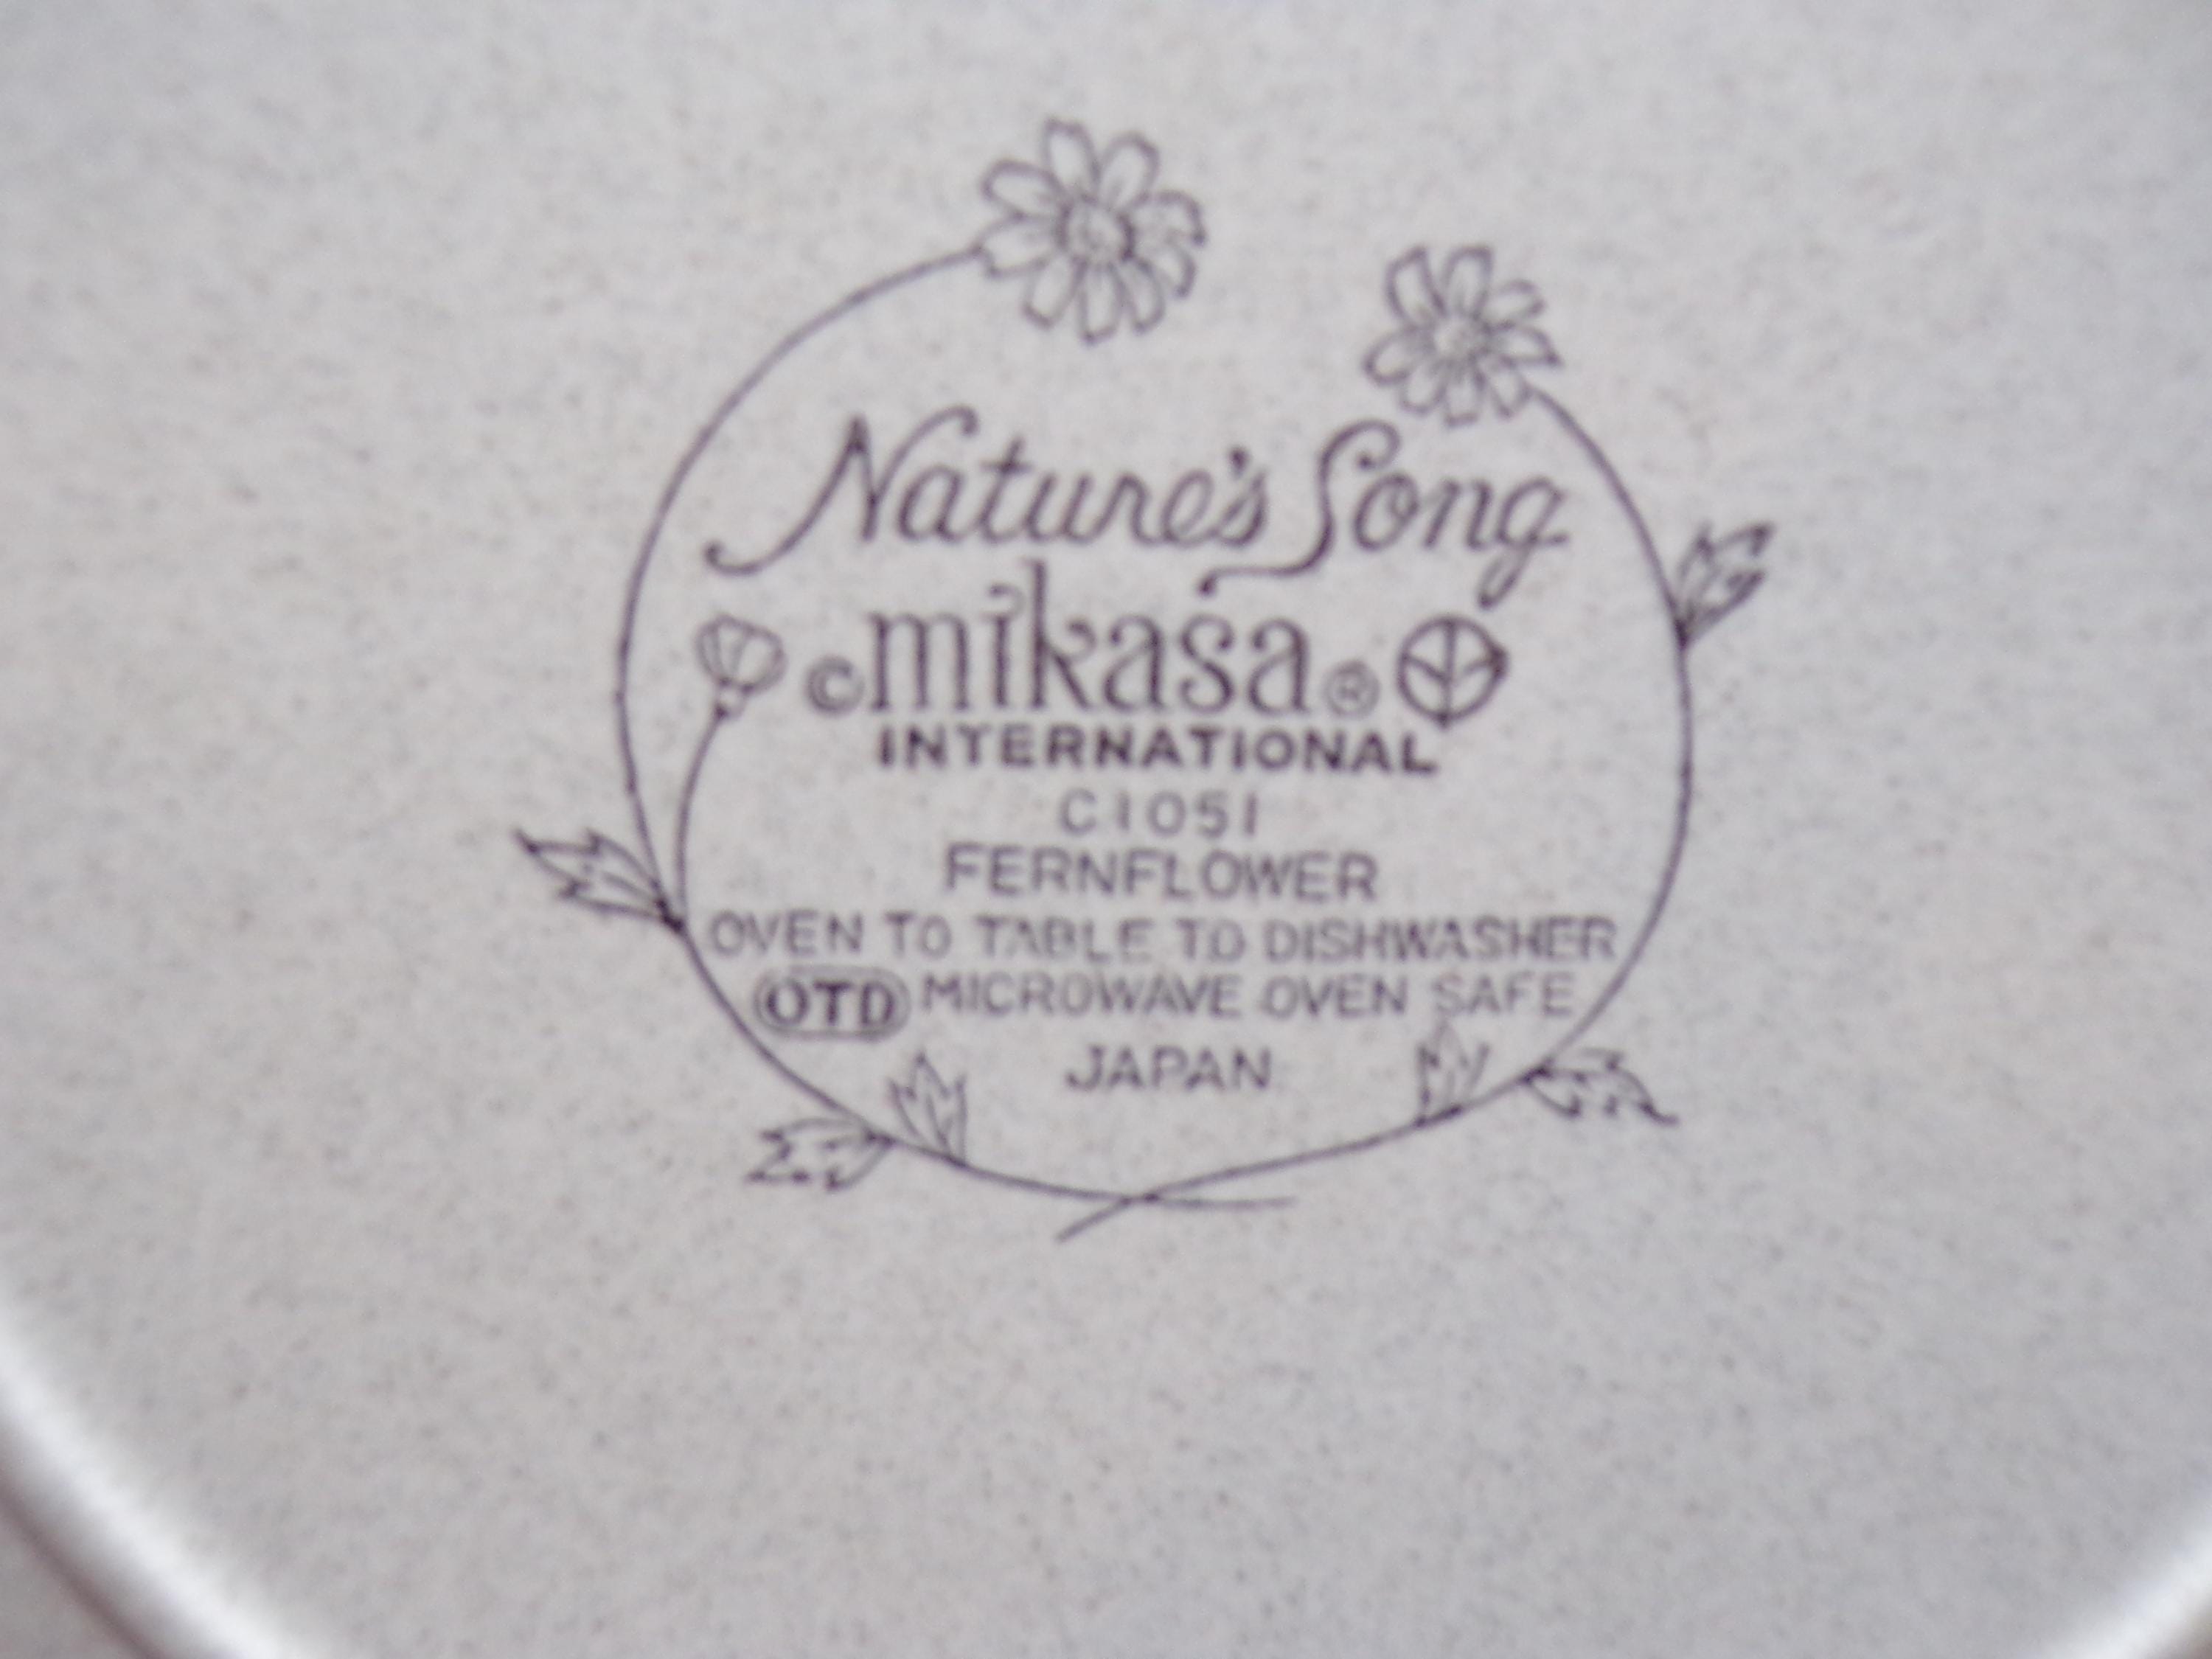 Nature's Song
© mikasa ®
INTERNATIONAL
C1051
FERNFLOWER
OVEN TO TABLE TO DISHWASHER
OTD MICROWAVE OVEN SAFE
JAPAN